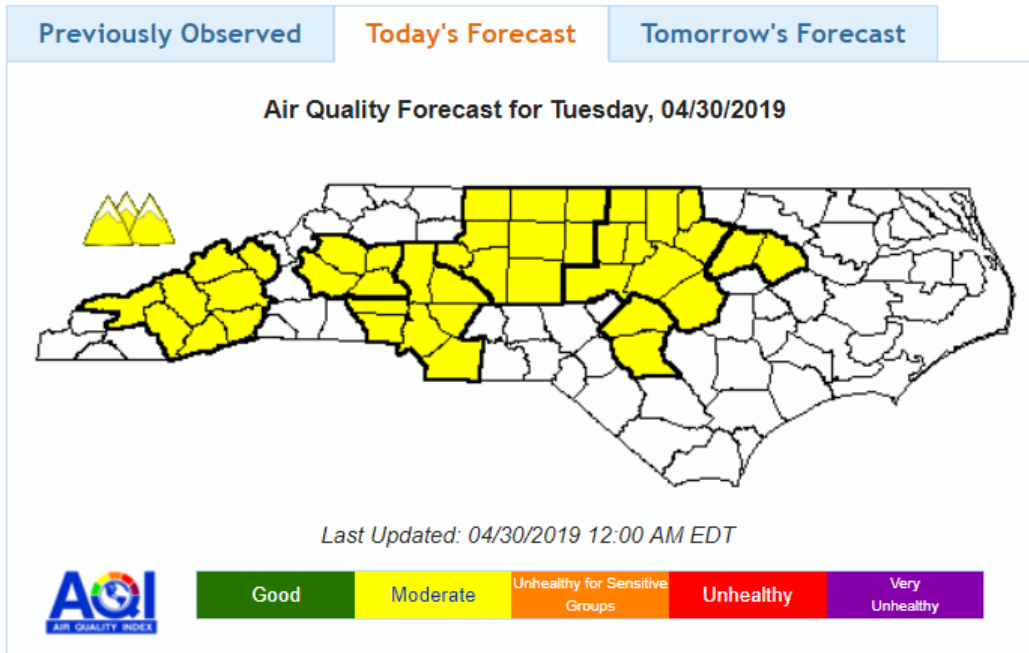 Previously Observed
Today's Forecast
Tomorrow's Forecast
Air Quality Forecast for Tuesday, 04/30/2019
Last Updated: 04/30/2019 12:00 AM EDT
AQI
AIR QUALITY INDEX
Good
Moderate
Unhealthy for Sensitive
Groups
Unhealthy
Very
Unhealthy